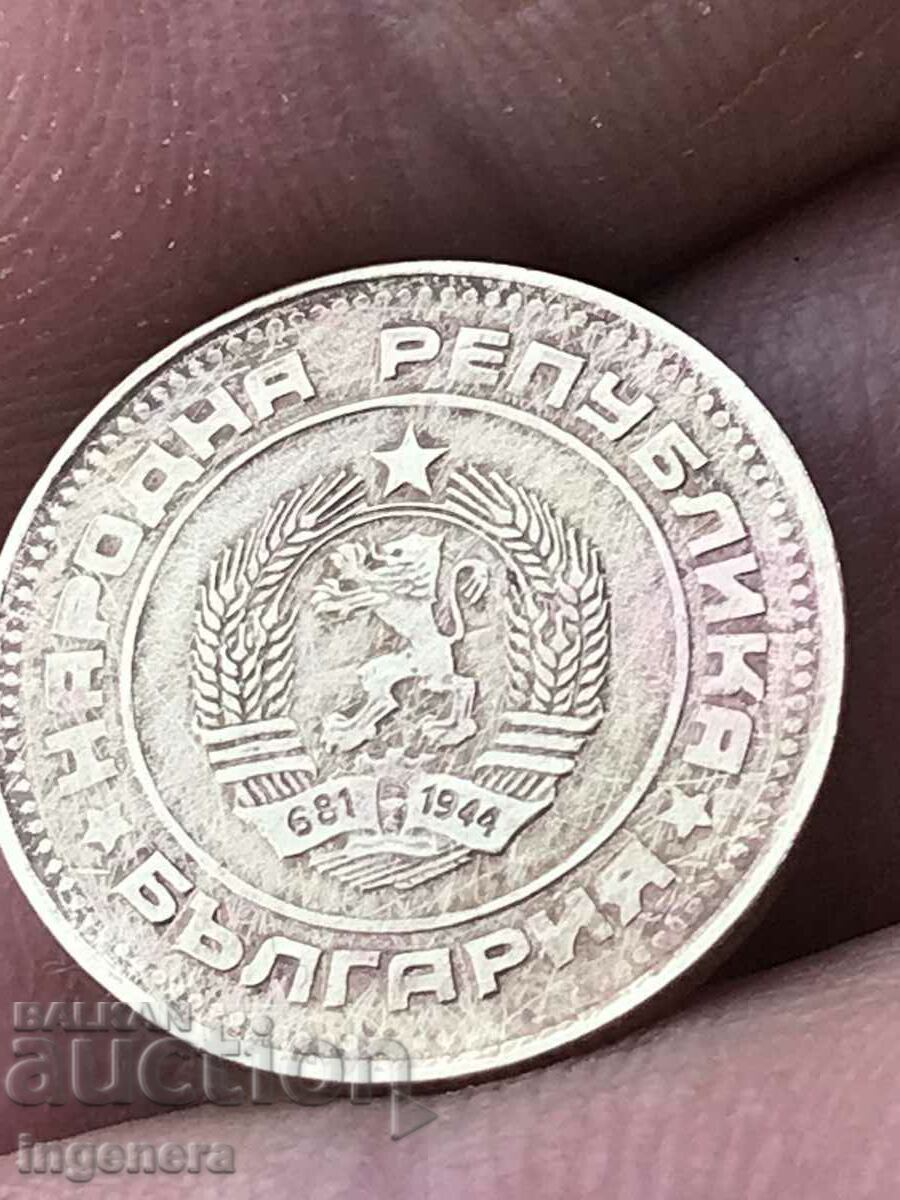 НАРОДНА РЕПУБЛИКА
БЪЛГАРИЯ
681 1944
BALKAN
auction
ingenera